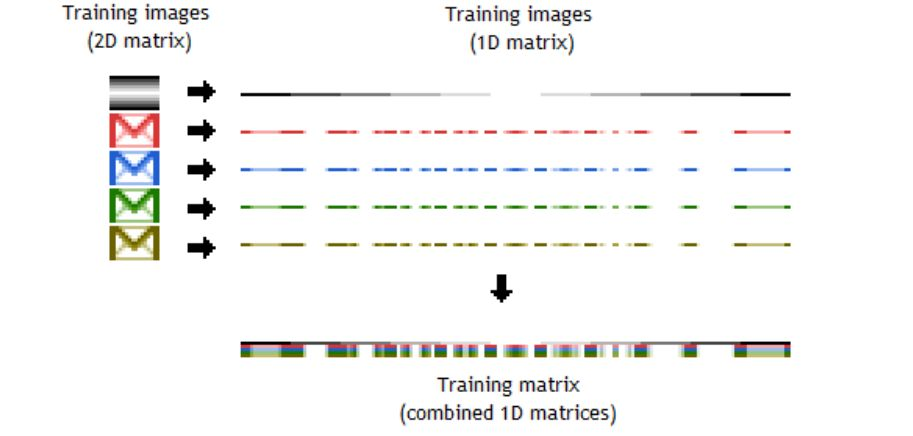 Training images
(2D matrix)
Training images
(1D matrix)
Training matrix
(combined 1D matrices)